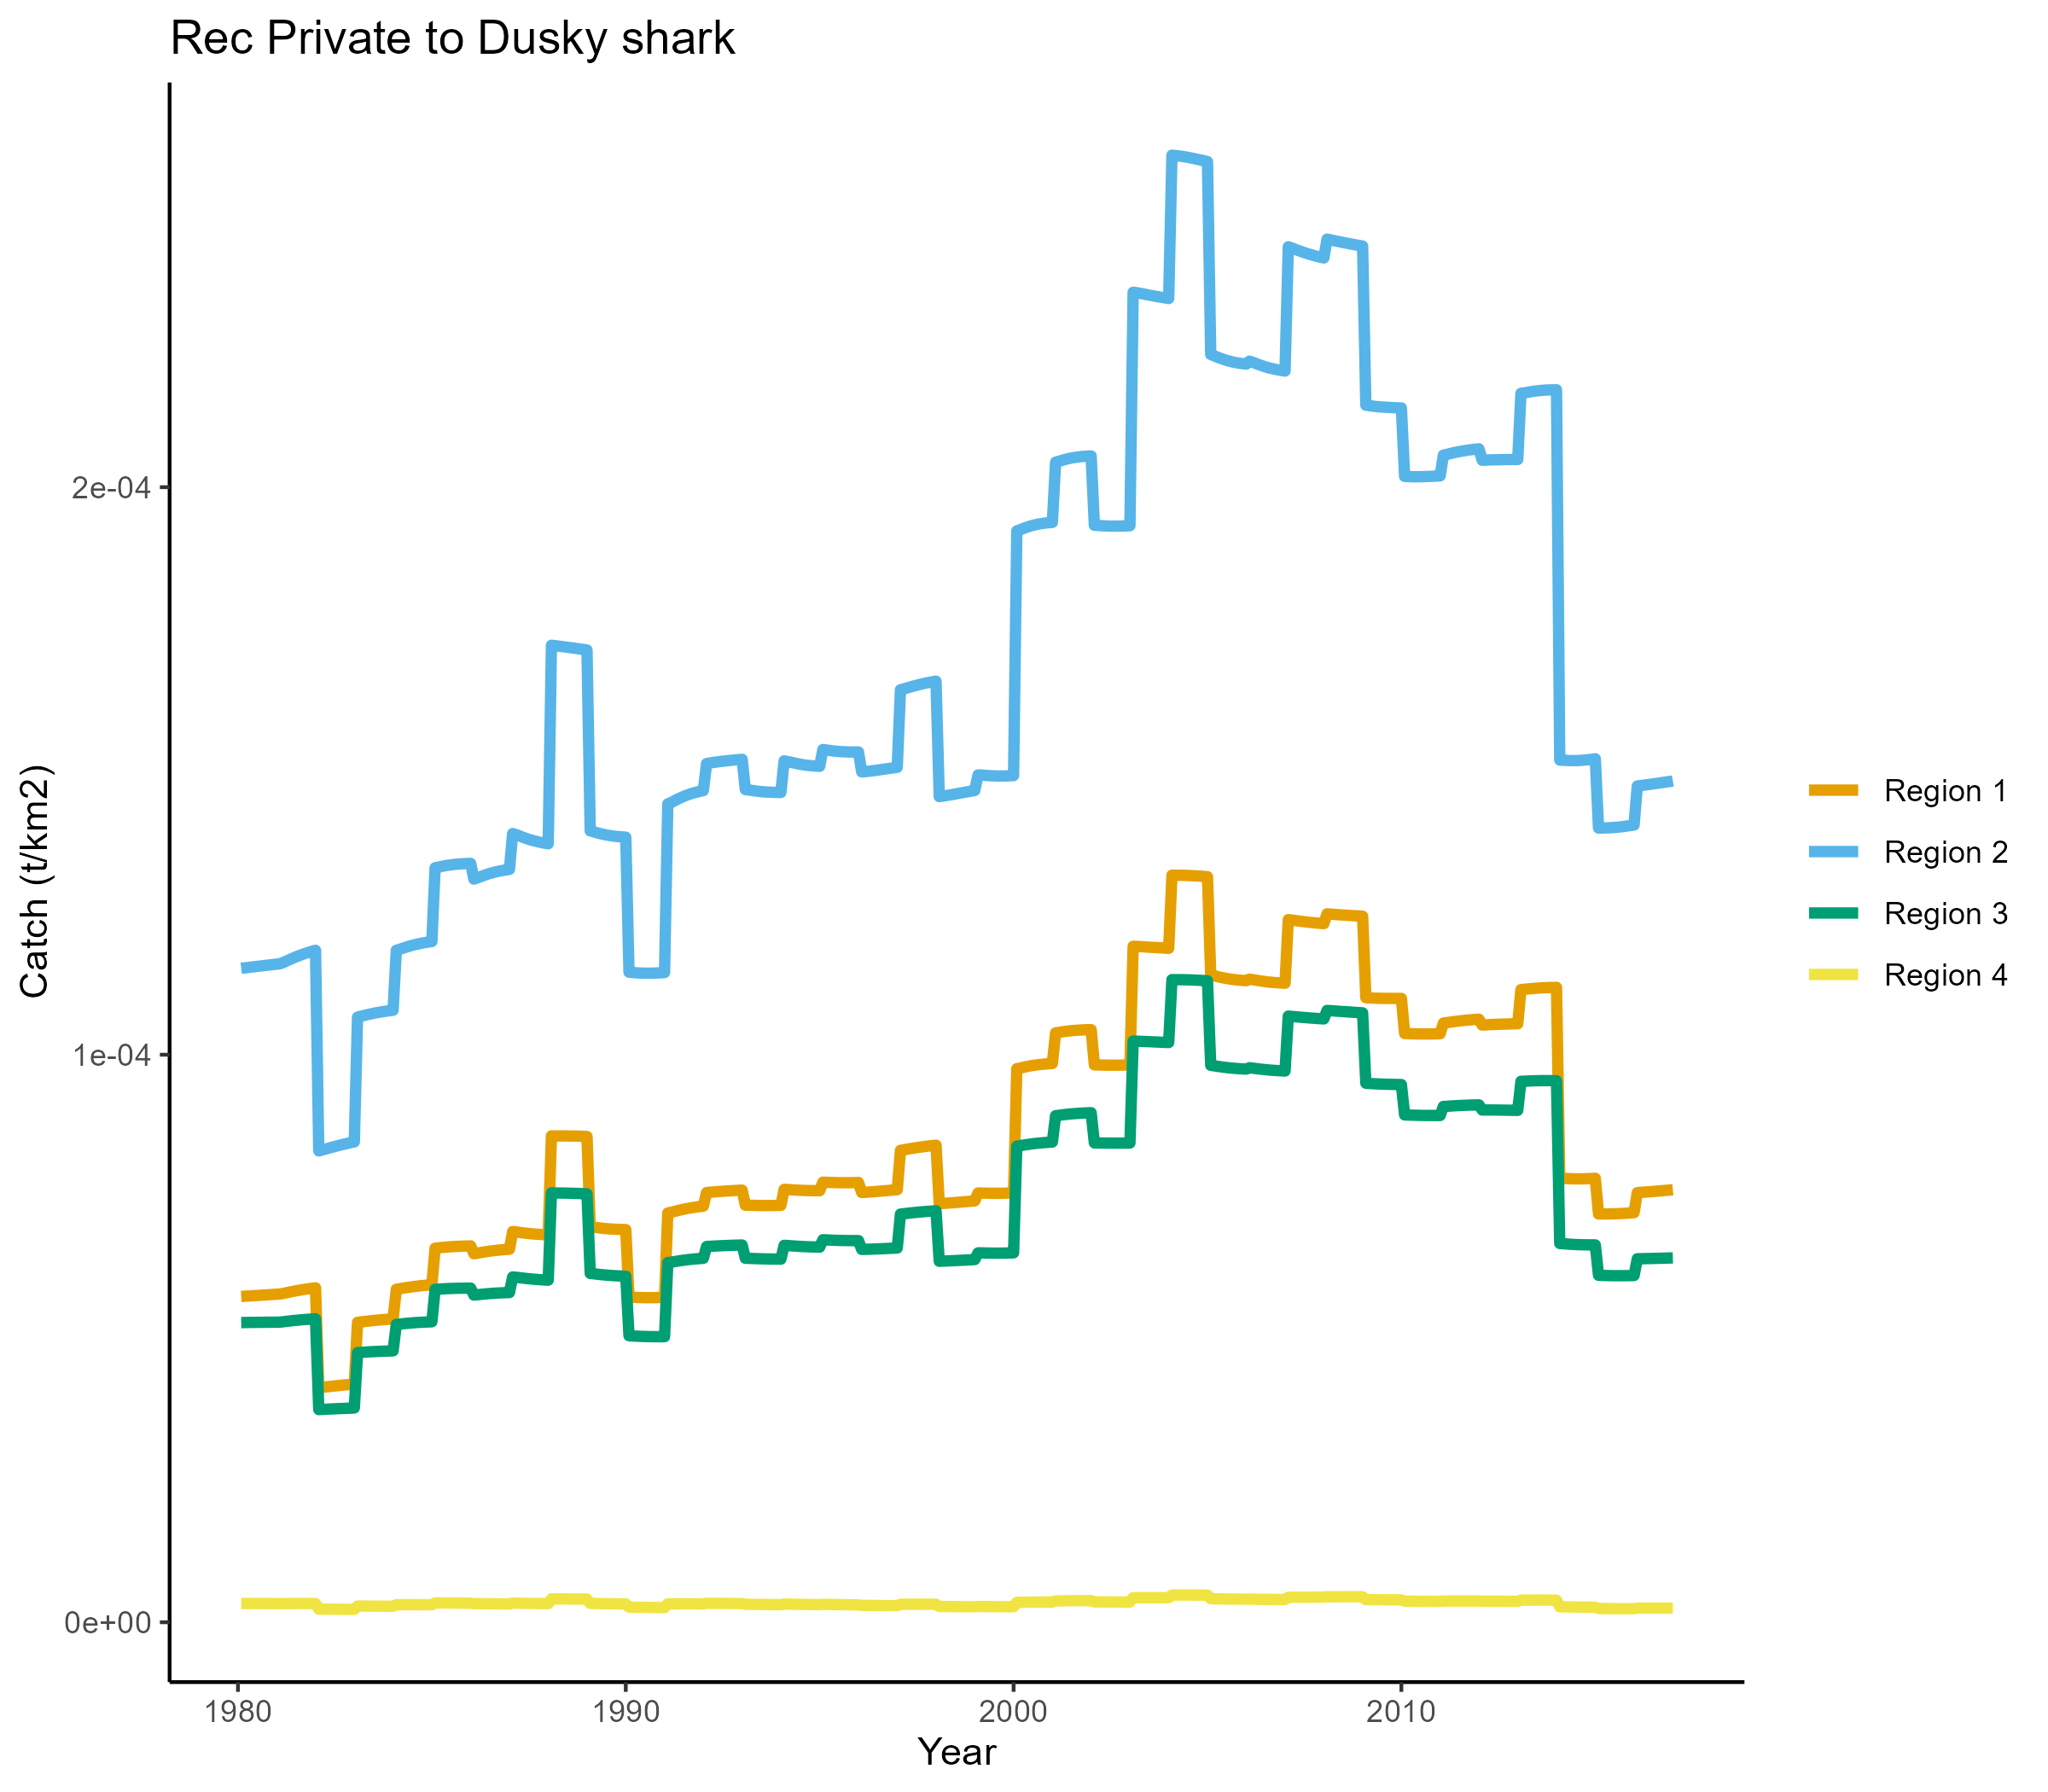 Rec Private to Dusky shark
Catch (t/km2)
2e-04
1e-04
0e+00
1980
1990
2000
2010
Year
Region 1
Region 2
Region 3
Region 4